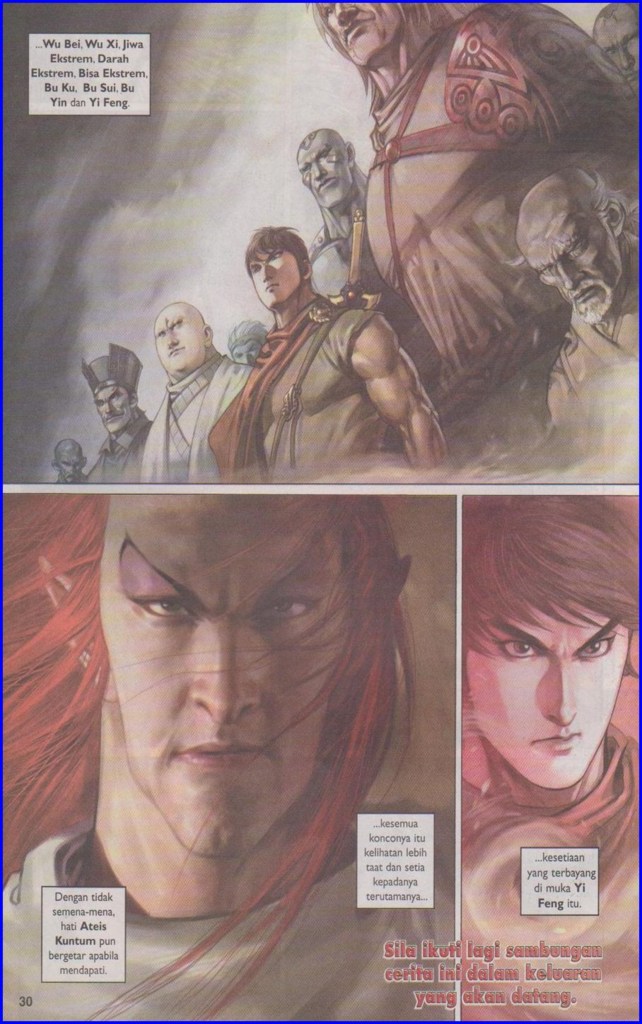 ...Wu Bei, Wu Xi, Jiwa
Ekstrem, Darah
Ekstrem, Bisa Ekstrem,
Bu Ku, Bu Sui, Bu
Yin dan Yi Feng.
Dengan tidak
semena-mena,
hati Ateis
Kuntum pun
bergetar apabila
mendapati.
...kesemua
konconya itu
kelihatan lebih
taat dan setia
kepadanya
terutamanya...
...kesetiaan
yang terbayang
di muka Yi
Feng itu.
Sila ikuti lagi sambungan
cerita ini dalam keluaran
yang akan datang.
30